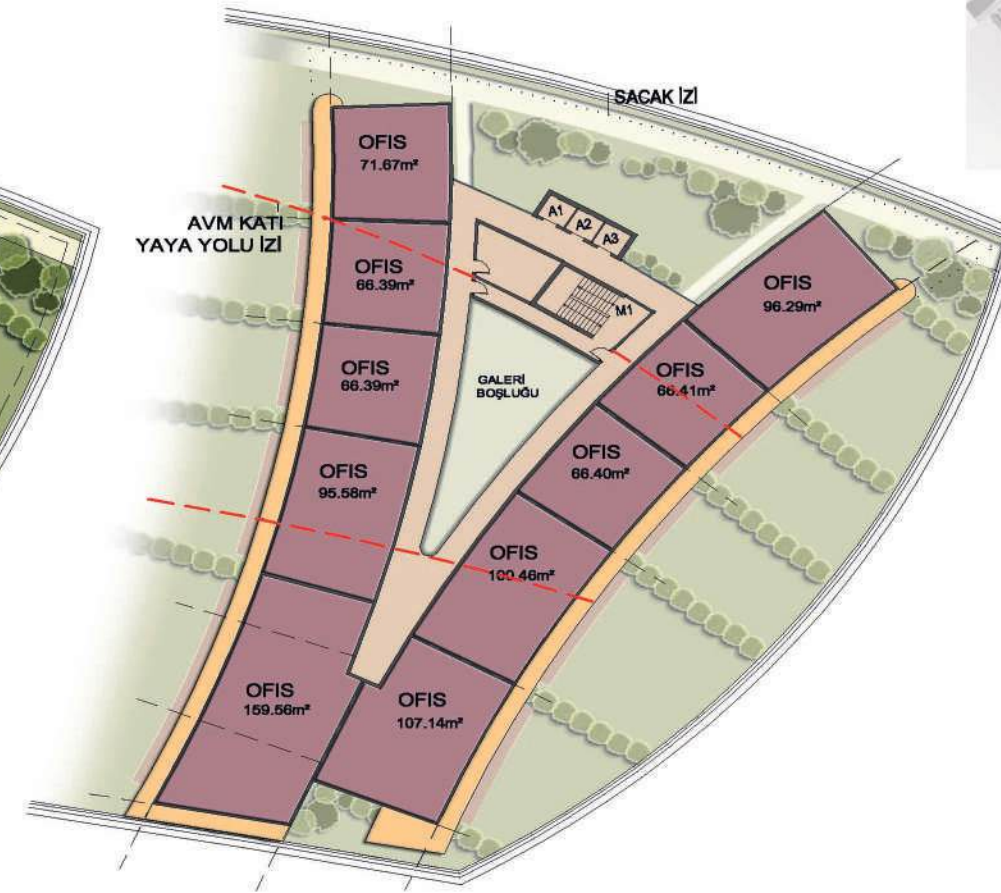 SACAK İZİ
OFIS
71.67m²
A1
A2
A3
AVM KATI
YAYA YOLU İZİ
OFIS
66.39m²
OFIS
96.29m²
M1
OFIS
66.39m²
GALERİ
BOŞLUĞU
OFIS
66.41m²
OFIS
95.58m²
OFIS
66.40m²
OFIS
100.46m²
OFIS
159.56m²
OFIS
107.14m²